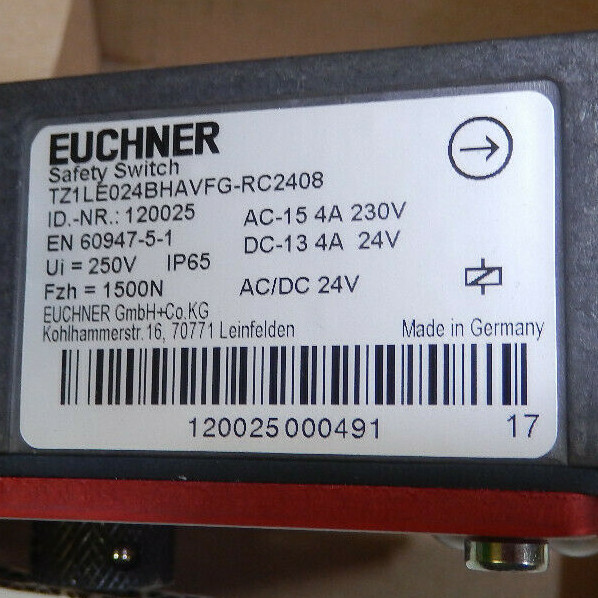 EUCHNER
Safety Switch
TZ1LE024BHAVFG-RC2408
ID.-NR.: 120025 AC-15 4A 230V
EN 60947-5-1 DC-13 4A 24V
Ui = 250V IP65
Fzh = 1500N AC/DC 24V
EUCHNER GmbH+Co.KG
Kohlhammerstr. 16, 70771 Leinfelden Made in Germany
120025000491 17